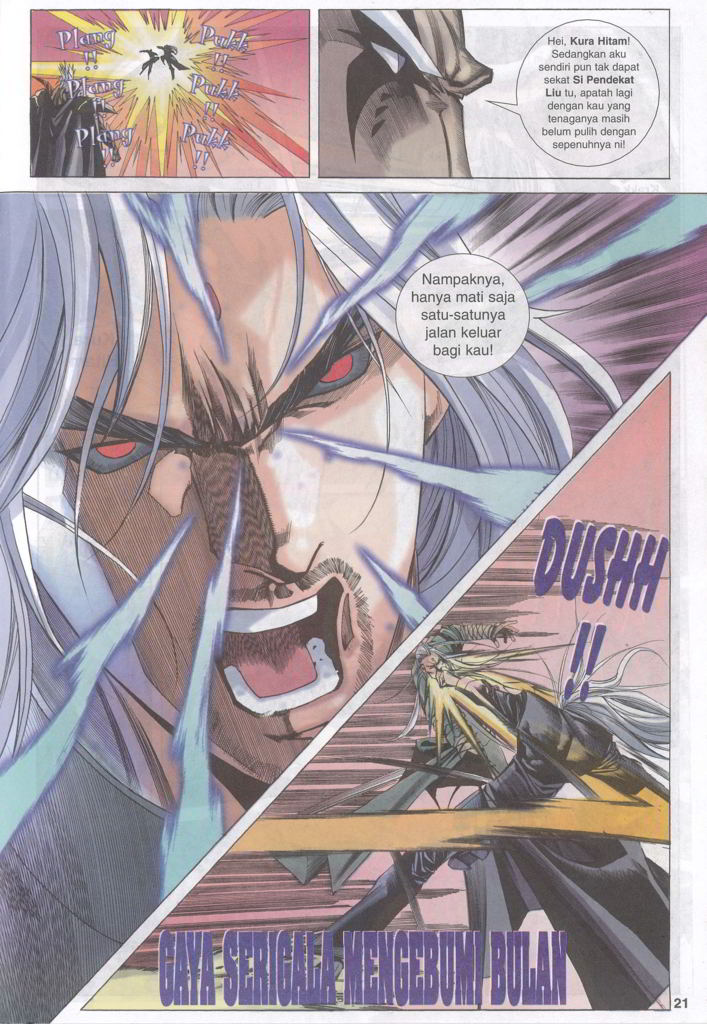 Plang
!!
Plang
!!
Plang
!!
Pukk
!!
Pukk
!!
Pukk
!!
Hei, Kura Hitam!
Sedangkan aku
sendiri pun tak dapat
sekat Si Pendekat
Liu tu, apatah lagi
dengan kau yang
tenaganya masih
belum pulih dengan
sepenuhnya ni!
Nampaknya,
hanya mati saja
satu-satunya
jalan keluar
bagi kau!
DUSHH
!!
GAYA SERIGALA MENGEBUMI BULAN
21